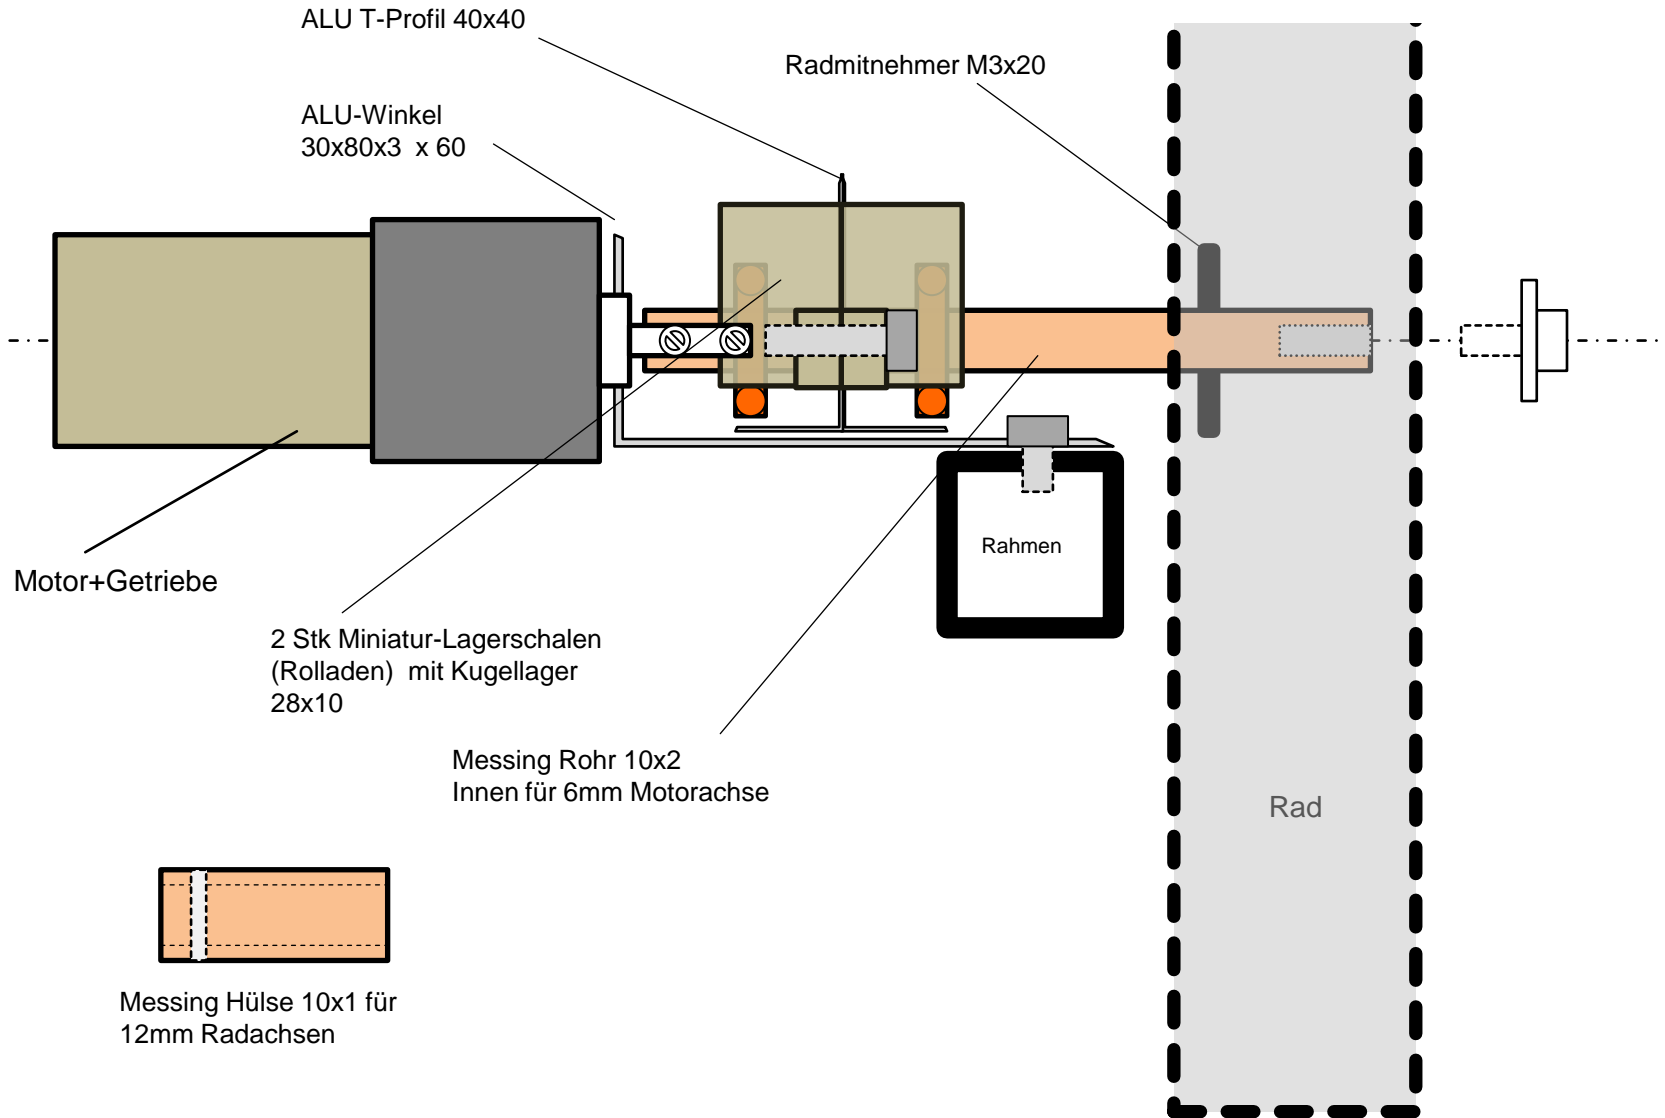 ALU T-Profil 40x40
Radmitnehmer M3x20
ALU-Winkel
30x80x3  x 60
Motor+Getriebe
Rahmen
2 Stk Miniatur-Lagerschalen
(Rolladen)  mit Kugellager
28x10
Messing Rohr 10x2
Innen für 6mm Motorachse
Rad
Messing Hülse 10x1 für
12mm Radachsen